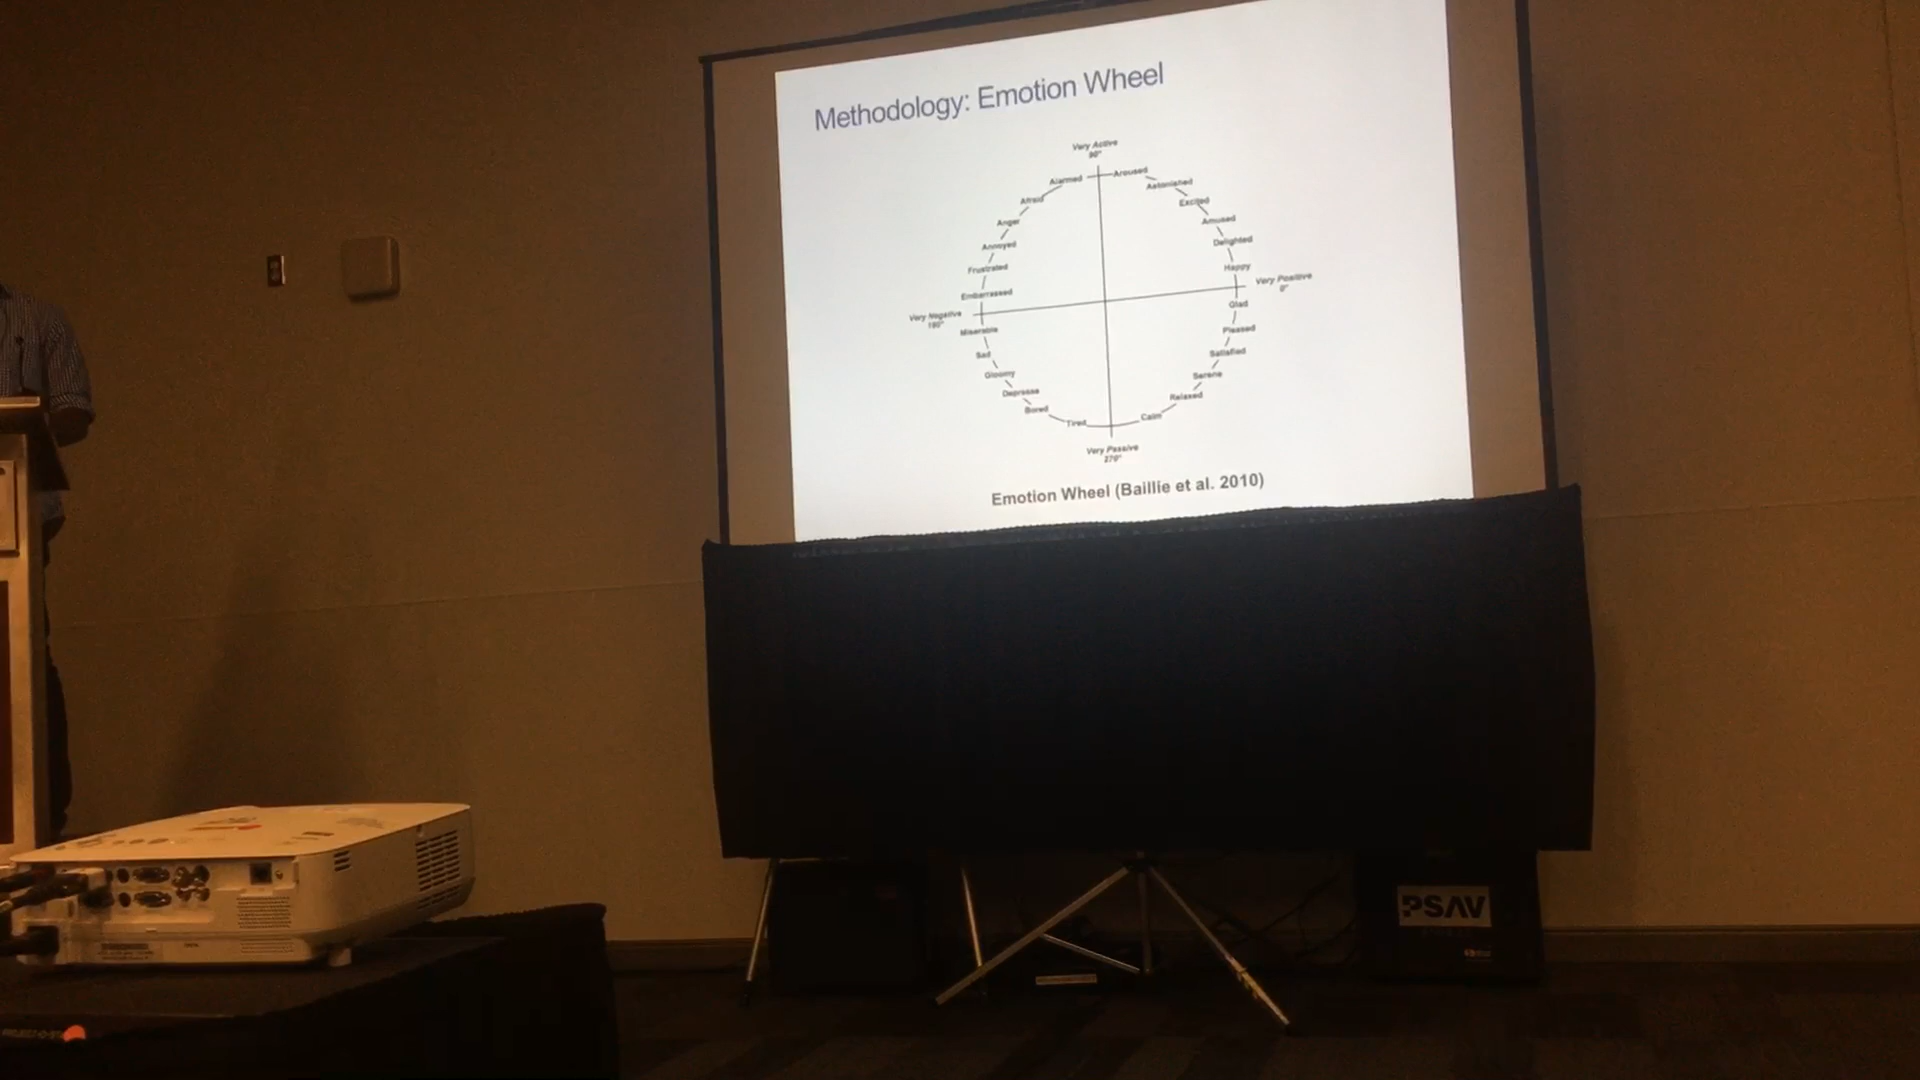 Methodology: Emotion Wheel
Very Active
90°
Alarmed
Aroused
Afraid
Astonished
Anger
Excited
Annoyed
Amused
Frustrated
Delighted
Embarrassed
Happy
Very Negative
180°
Very Positive
0°
Miserable
Glad
Sad
Pleased
Gloomy
Satisfied
Depresse
Serene
Bored
Relaxed
Tired
Calm
Very Passive
270°
Emotion Wheel (Baillie et al. 2010)
PSAV